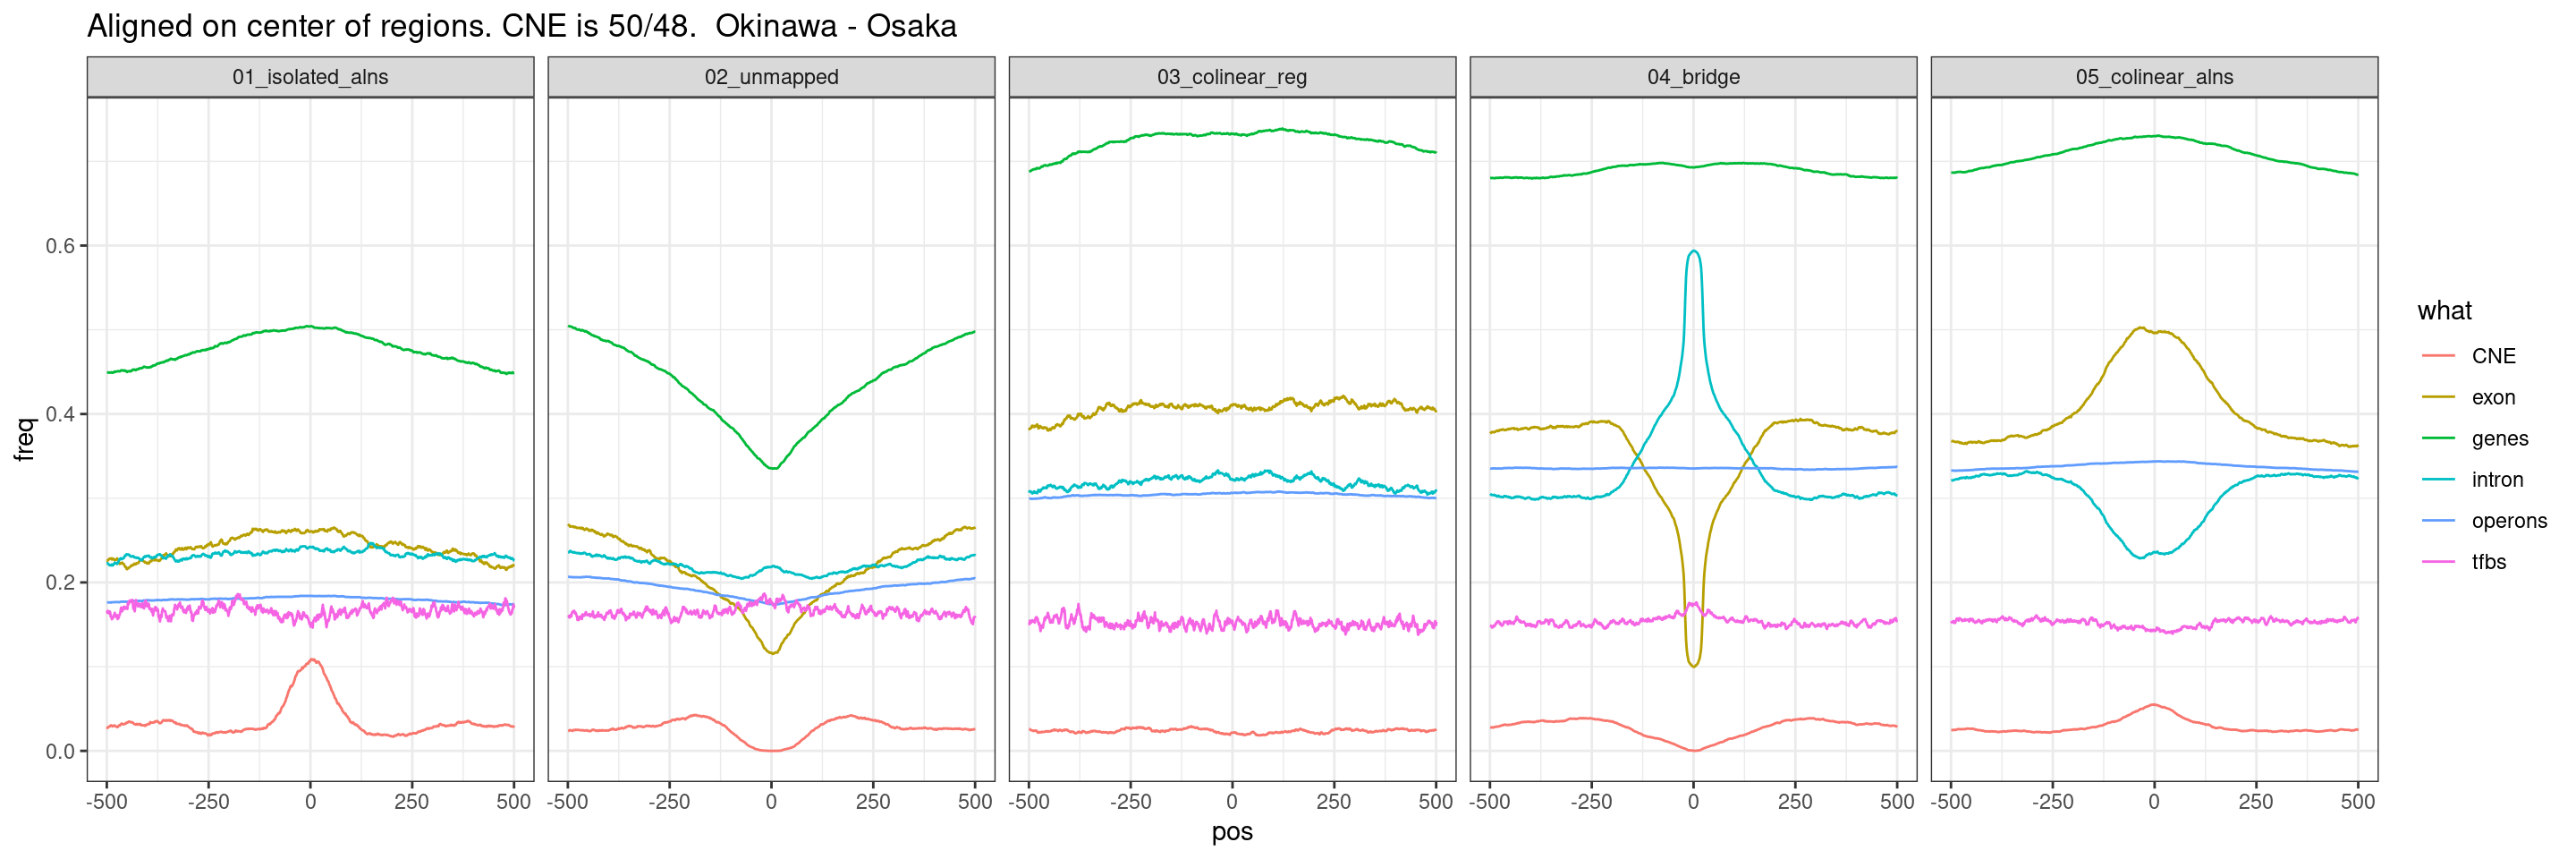 Aligned on center of regions. CNE is 50/48.  Okinawa - Osaka
01_isolated_alns 02_unmapped 03_colinear_reg 04_bridge 05_colinear_alns
freq
0.6
0.4
0.2
0.0
-500 -250 0 250 500 -500 -250 0 250 500 -500 -250 0 250 500 -500 -250 0 250 500 -500 -250 0 250 500
pos
what
CNE
exon
genes
intron
operons
tfbs